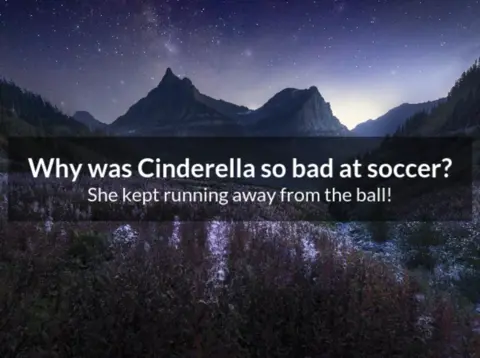 Why was Cinderella so bad at soccer?
She kept running away from the ball!